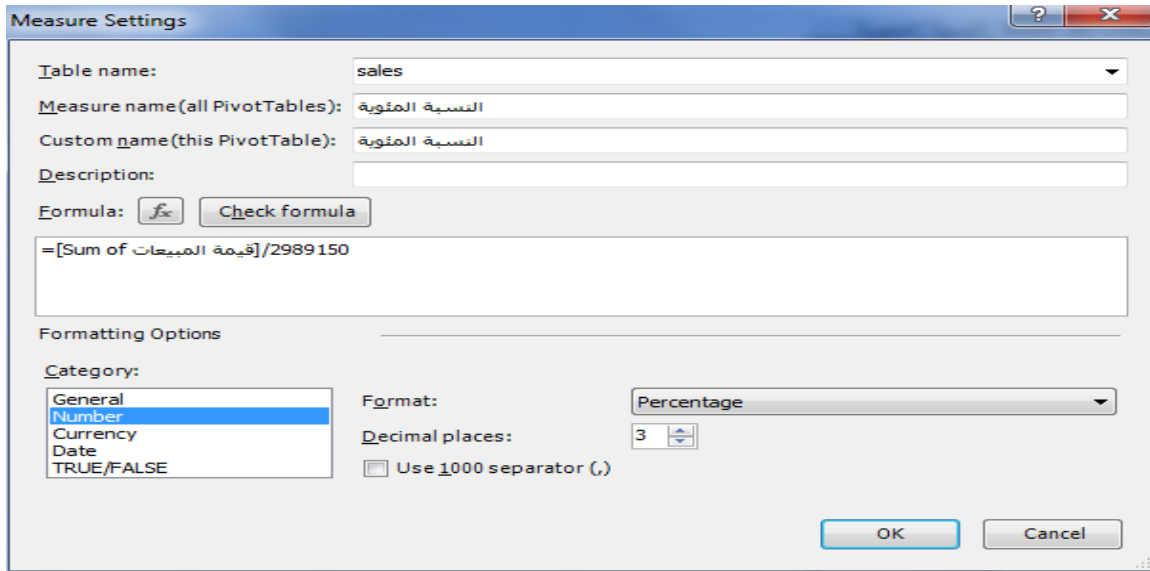 Measure Settings
Table name: sales
Measure name(all PivotTables): النسبة المئوية
Custom name(this PivotTable): النسبة المئوية
Description:
Formula: fx Check formula
=[Sum of قيمة المبيعات]/2989150
Formatting Options
Category:
General
Number
Currency
Date
TRUE/FALSE
Format: Percentage
Decimal places: 3
Use 1000 separator (,)
OK Cancel